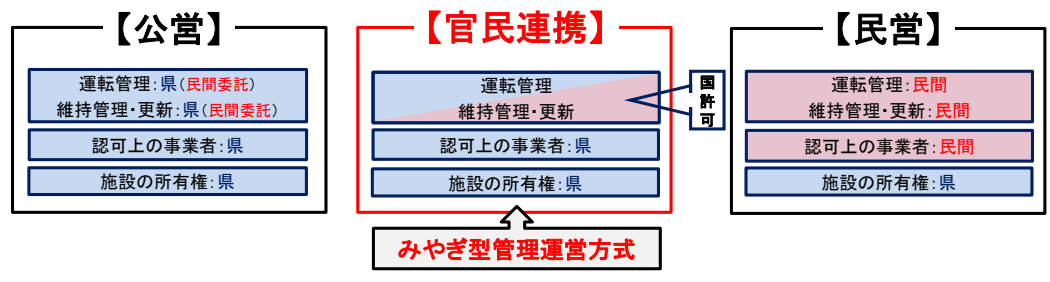 【公営】
運転管理：県（民間委託）
維持管理・更新：県（民間委託）
認可上の事業者：県
施設の所有権：県
【官民連携】
運転管理
維持管理・更新
国許可
認可上の事業者：県
施設の所有権：県
みやぎ型管理運営方式
【民営】
運転管理：民間
維持管理・更新：民間
認可上の事業者：民間
施設の所有権：県